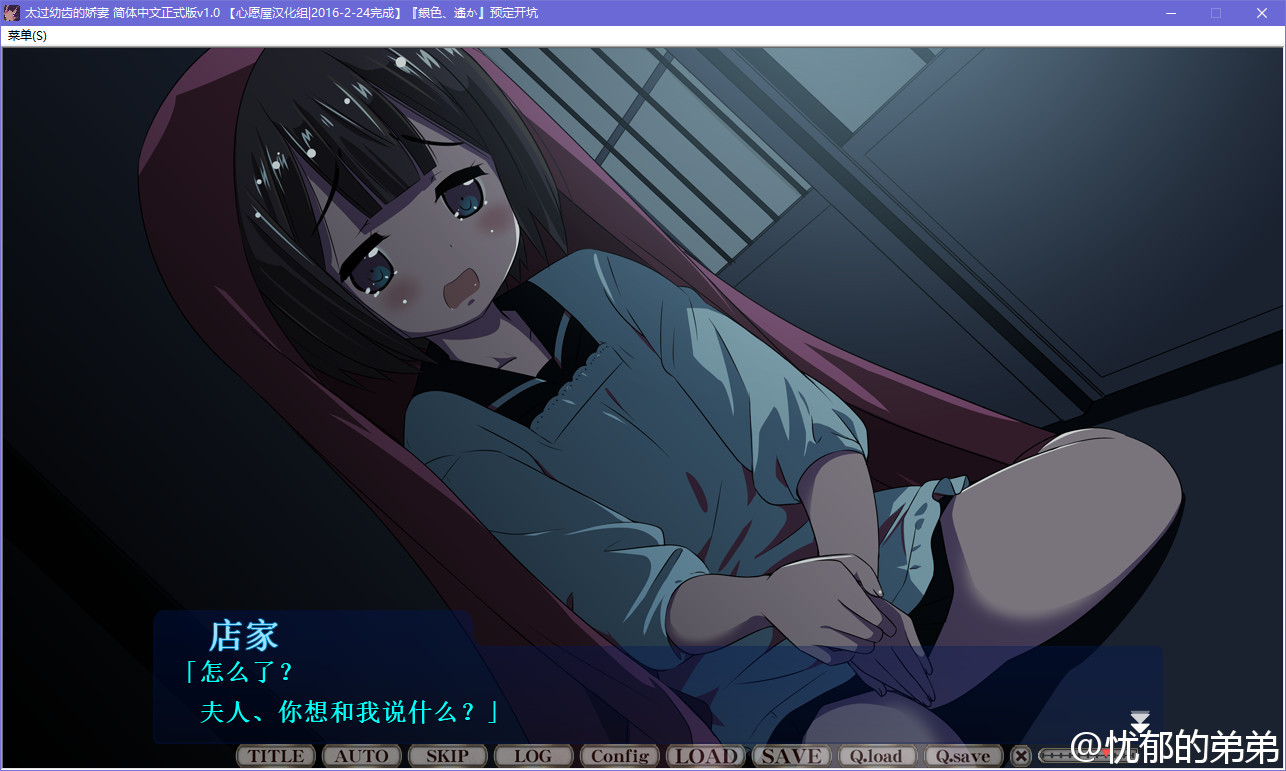 太过幼齿的娇妻 简体中文正式版v1.0 【心愿屋汉化组|2016-2-24完成】『銀色、遙か』预定开坑
菜单(S)
店家
「怎么了？
夫人、你想和我说什么？」
TITLE AUTO SKIP LOG Config LOAD SAVE Q.load Q.save
@忧郁的弟弟